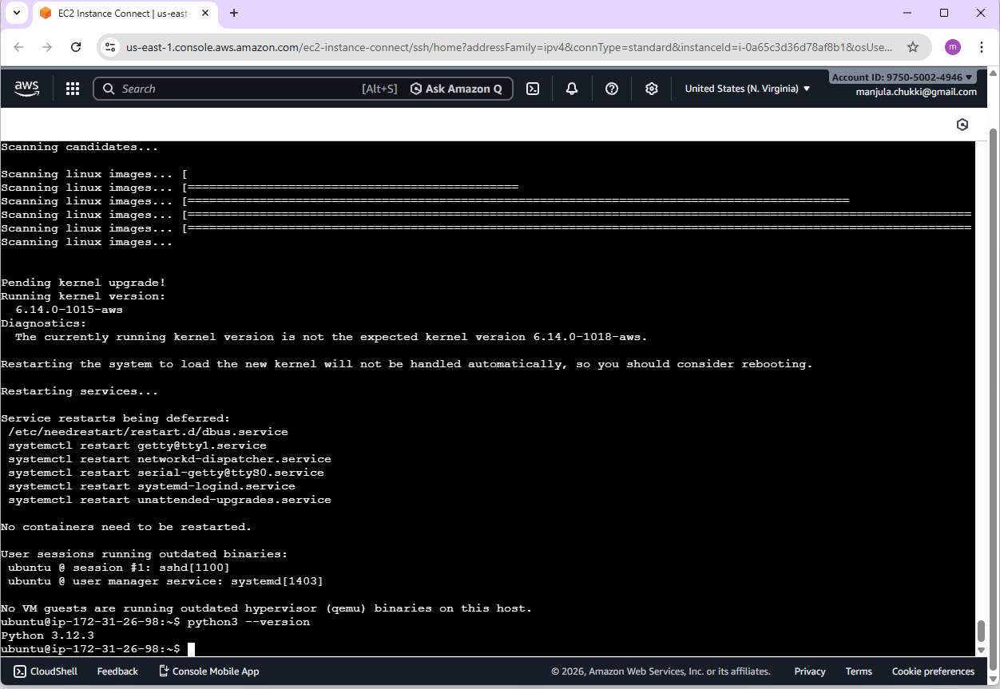 EC2 Instance Connect | us-east-
us-east-1.console.aws.amazon.com/ec2-instance-connect/ssh/home?addressFamily=ipv4&connType=standard&instanceId=i-0a65c3d36d78af8b1&osUse...
m
aws
Search
[Alt+S]
Ask Amazon Q
United States (N. Virginia)
Account ID: 9750-5002-4946
manjula.chukki@gmail.com
Scanning candidates...
Scanning linux images... [
Scanning linux images... [==============================================
Scanning linux images... [============================================================================================
Scanning linux images... [=============================================================================================================
Scanning linux images... [=============================================================================================================
Scanning linux images...
Pending kernel upgrade!
Running kernel version:
  6.14.0-1015-aws
Diagnostics:
  The currently running kernel version is not the expected kernel version 6.14.0-1018-aws.
Restarting the system to load the new kernel will not be handled automatically, so you should consider rebooting.
Restarting services...
Service restarts being deferred:
 /etc/needrestart/restart.d/dbus.service
 systemctl restart getty@tty1.service
 systemctl restart networkd-dispatcher.service
 systemctl restart serial-getty@ttyS0.service
 systemctl restart systemd-logind.service
 systemctl restart unattended-upgrades.service
No containers need to be restarted.
User sessions running outdated binaries:
 ubuntu @ session #1: sshd[1100]
 ubuntu @ user manager service: systemd[1403]
No VM guests are running outdated hypervisor (qemu) binaries on this host.
ubuntu@ip-172-31-26-98:~$ python3 --version
Python 3.12.3
ubuntu@ip-172-31-26-98:~$
CloudShell
Feedback
Console Mobile App
© 2026, Amazon Web Services, Inc. or its affiliates.
Privacy
Terms
Cookie preferences